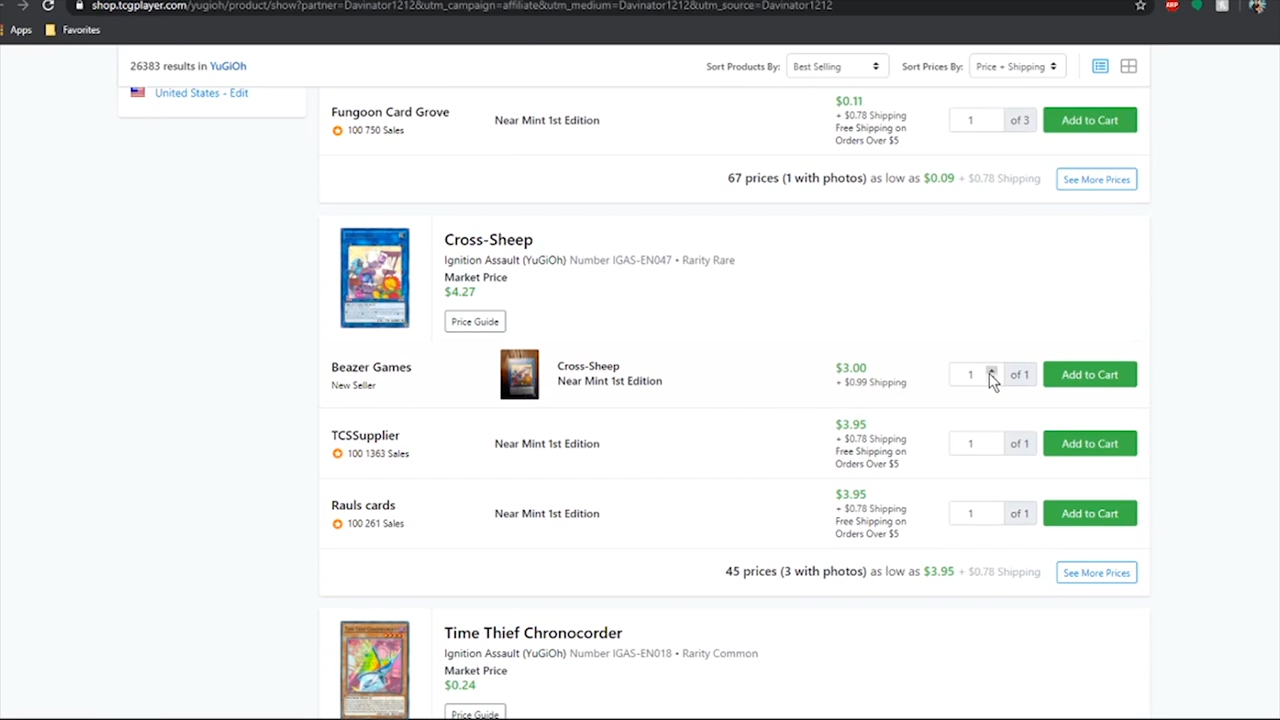 shop.tcgplayer.com/yugioh/product/show?partner=Davinator1212&utm_campaign=affiliate&utm_medium=Davinator1212&utm_source=Davinator1212
ABP
Apps Favorites
26383 results in YuGiOh
Sort Products By: Best Selling Sort Prices By: Price + Shipping
United States - Edit
Fungoon Card Grove
100 750 Sales
Near Mint 1st Edition
$0.11
+ $0.78 Shipping
Free Shipping on
Orders Over $5
1 of 3 Add to Cart
67 prices (1 with photos) as low as $0.09 + $0.78 Shipping See More Prices
Cross-Sheep
Ignition Assault (YuGiOh) Number IGAS-EN047 • Rarity Rare
Market Price
$4.27
Price Guide
Beazer Games
New Seller
Cross-Sheep
Near Mint 1st Edition
$3.00
+ $0.99 Shipping
1 of 1 Add to Cart
TCSSupplier
100 1363 Sales
Near Mint 1st Edition
$3.95
+ $0.78 Shipping
Free Shipping on
Orders Over $5
1 of 1 Add to Cart
Rauls cards
100 261 Sales
Near Mint 1st Edition
$3.95
+ $0.78 Shipping
Free Shipping on
Orders Over $5
1 of 1 Add to Cart
45 prices (3 with photos) as low as $3.95 + $0.78 Shipping See More Prices
Time Thief Chronocorder
Ignition Assault (YuGiOh) Number IGAS-EN018 • Rarity Common
Market Price
$0.24
Price Guide